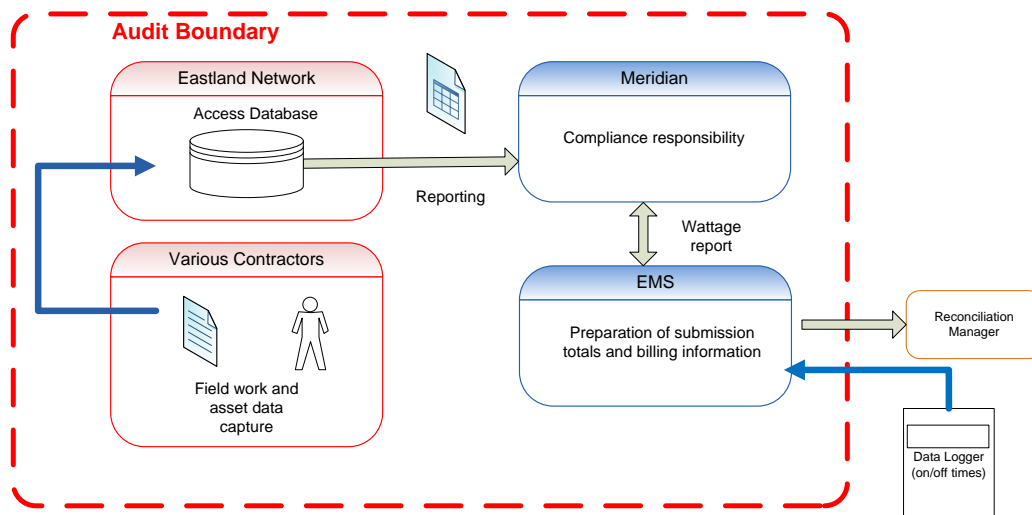 Audit Boundary
Eastland Network
Access Database
Reporting
Meridian
Compliance responsibility
Wattage
report
Various Contractors
Field work and
asset data
capture
EMS
Preparation of submission
totals and billing information
Reconciliation
Manager
Data Logger
(on/off times)